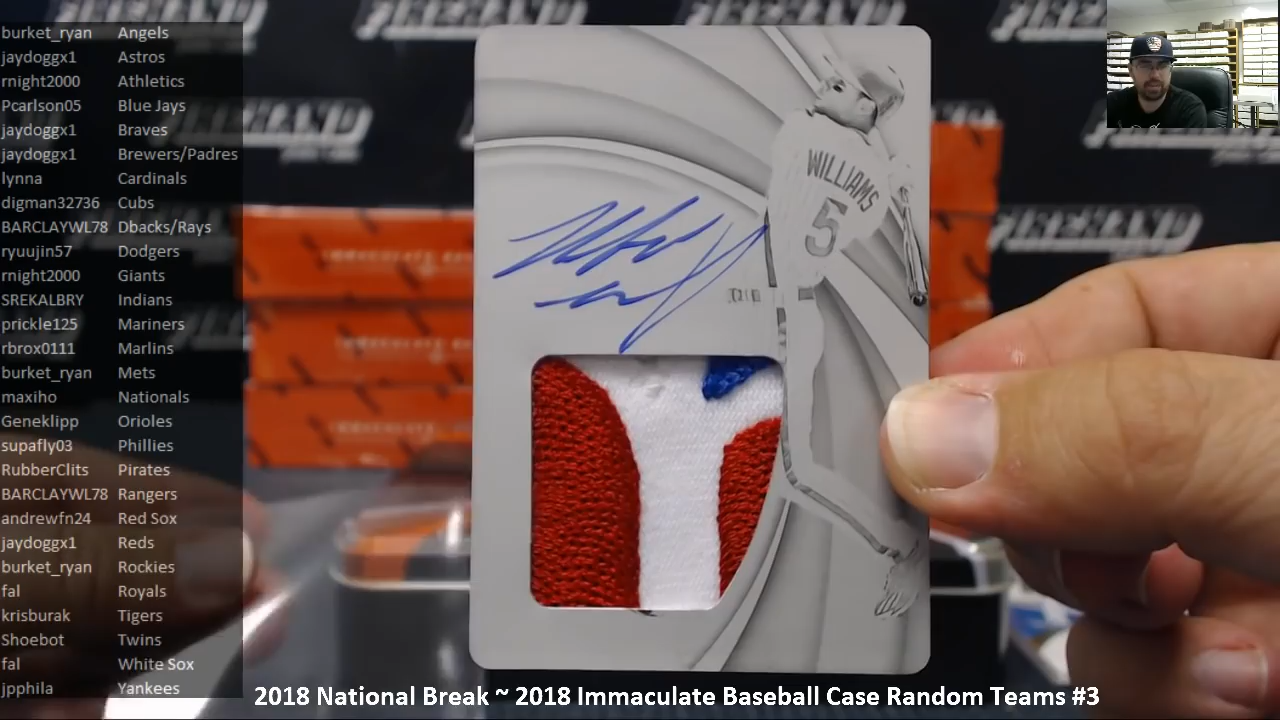 burket_ryan Angels
jaydoggx1 Astros
rnight2000 Athletics
Pcarlson05 Blue Jays
jaydoggx1 Braves
jaydoggx1 Brewers/Padres
lynna Cardinals
digman32736 Cubs
BARCLAYWL78 Dbacks/Rays
ryuujin57 Dodgers
rnight2000 Giants
SREKALBRY Indians
prickle125 Mariners
rbrox0111 Marlins
burket_ryan Mets
maxiho Nationals
Geneklipp Orioles
supafly03 Phillies
RubberClits Pirates
BARCLAYWL78 Rangers
andrewfn24 Red Sox
jaydoggx1 Reds
burket_ryan Rockies
fal Royals
krisburak Tigers
Shoebot Twins
fal White Sox
jpphila Yankees
WILLIAMS
5
2018 National Break ~ 2018 Immaculate Baseball Case Random Teams #3